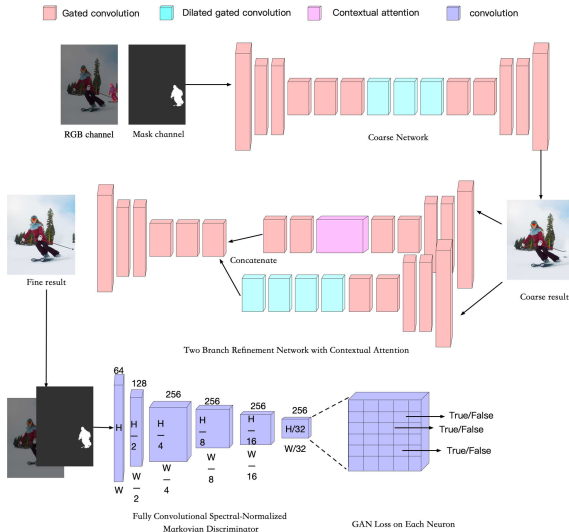 Gated convolution
Dilated gated convolution
Contextual attention
convolution
RGB channel
Mask channel
Coarse Network
Fine result
Concatenate
Coarse result
Two Branch Refinement Network with Contextual Attention
64
128
256
256
256
256
H
H
—
2
H
—
4
H
—
8
H
—
16
H/32
W
W
—
2
W
—
4
W
—
8
W
—
16
W/32
True/False
True/False
True/False
Fully Convolutional Spectral-Normalized
Markovian Discriminator
GAN Loss on Each Neuron